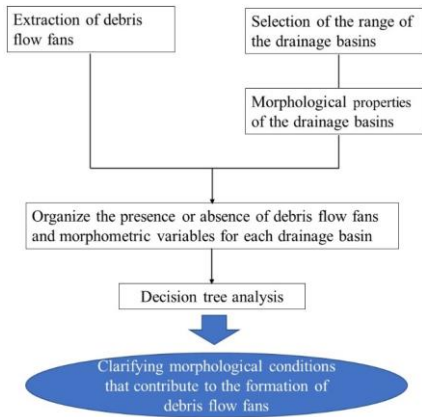 Extraction of debris
flow fans
Selection of the range of
the drainage basins
Morphological properties
of the drainage basins
Organize the presence or absence of debris flow fans
and morphometric variables for each drainage basin
Decision tree analysis
Clarifying morphological conditions
that contribute to the formation of
debris flow fans